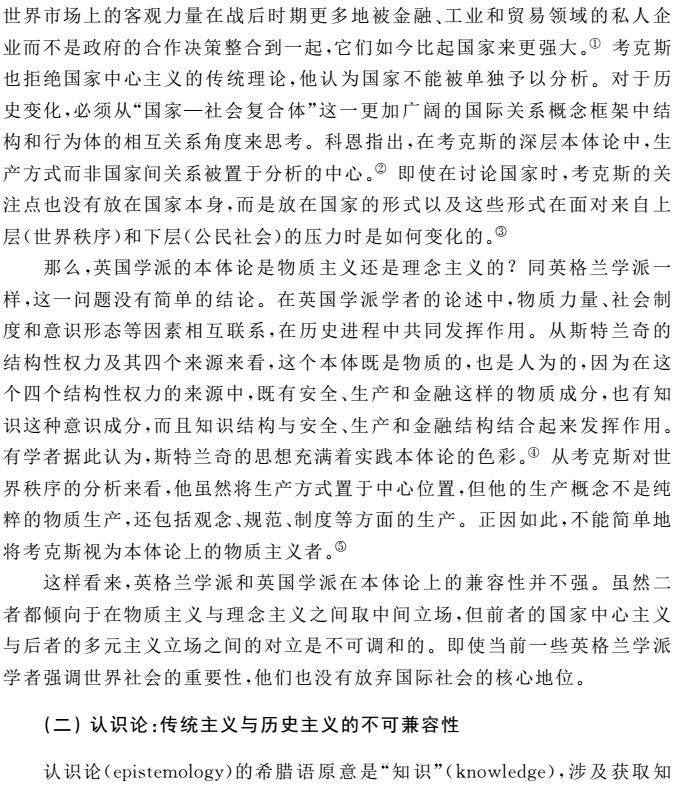 世界市场上的客观力量在战后时期更多地被金融、工业和贸易领域的私人企
业而不是政府的合作决策整合到一起,它们如今比起国家来更强大。① 考克斯
也拒绝国家中心主义的传统理论,他认为国家不能被单独予以分析。对于历
史变化,必须从“国家—社会复合体”这一更加广阔的国际关系概念框架中结
构和行为体的相互关系角度来思考。科恩指出,在考克斯的深层本体论中,生
产方式而非国家间关系被置于分析的中心。② 即使在讨论国家时,考克斯的关
注点也没有放在国家本身,而是放在国家的形式以及这些形式在面对来自上
层(世界秩序)和下层(公民社会)的压力时是如何变化的。③
那么,英国学派的本体论是物质主义还是理念主义的? 同英格兰学派一
样,这一问题没有简单的结论。在英国学派学者的论述中,物质力量、社会制
度和意识形态等因素相互联系,在历史进程中共同发挥作用。从斯特兰奇的
结构性权力及其四个来源来看,这个本体既是物质的,也是人为的,因为在这
个四个结构性权力的来源中,既有安全、生产和金融这样的物质成分,也有知
识这种意识成分,而且知识结构与安全、生产和金融结构结合起来发挥作用。
有学者据此认为,斯特兰奇的思想充满着实践本体论的色彩。④ 从考克斯对世
界秩序的分析来看,他虽然将生产方式置于中心位置,但他的生产概念不是纯
粹的物质生产,还包括观念、规范、制度等方面的生产。正因如此,不能简单地
将考克斯视为本体论上的物质主义者。⑤
这样看来,英格兰学派和英国学派在本体论上的兼容性并不强。虽然二
者都倾向于在物质主义与理念主义之间取中间立场,但前者的国家中心主义
与后者的多元主义立场之间的对立是不可调和的。即使当前一些英格兰学派
学者强调世界社会的重要性,他们也没有放弃国际社会的核心地位。
(二) 认识论:传统主义与历史主义的不可兼容性
认识论(epistemology)的希腊语原意是“知识”(knowledge),涉及获取知